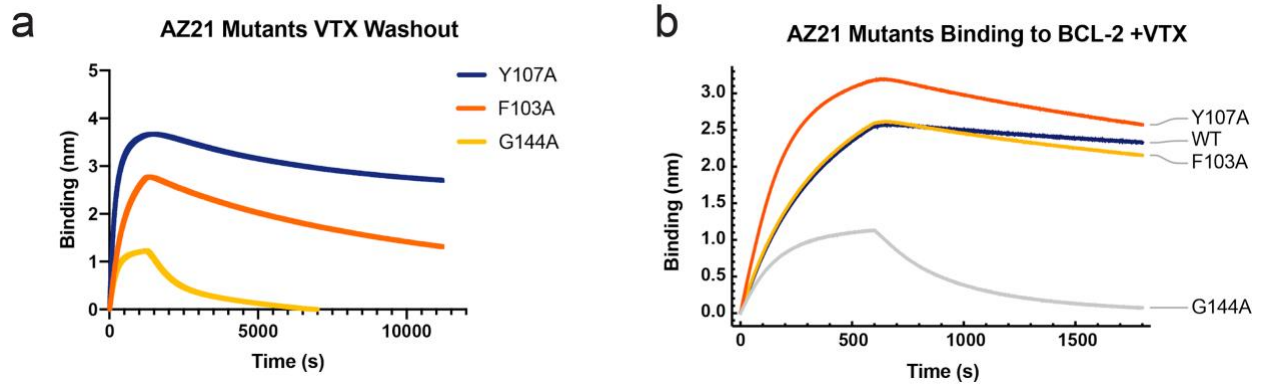 a
AZ21 Mutants VTX Washout
Binding (nm)
5
4
3
2
1
0
0 5000 10000
Time (s)
Y107A
F103A
G144A
b
AZ21 Mutants Binding to BCL-2 +VTX
Binding (nm)
3.0
2.5
2.0
1.5
1.0
0.5
0.0
0 500 1000 1500
Time (s)
Y107A
WT
F103A
G144A